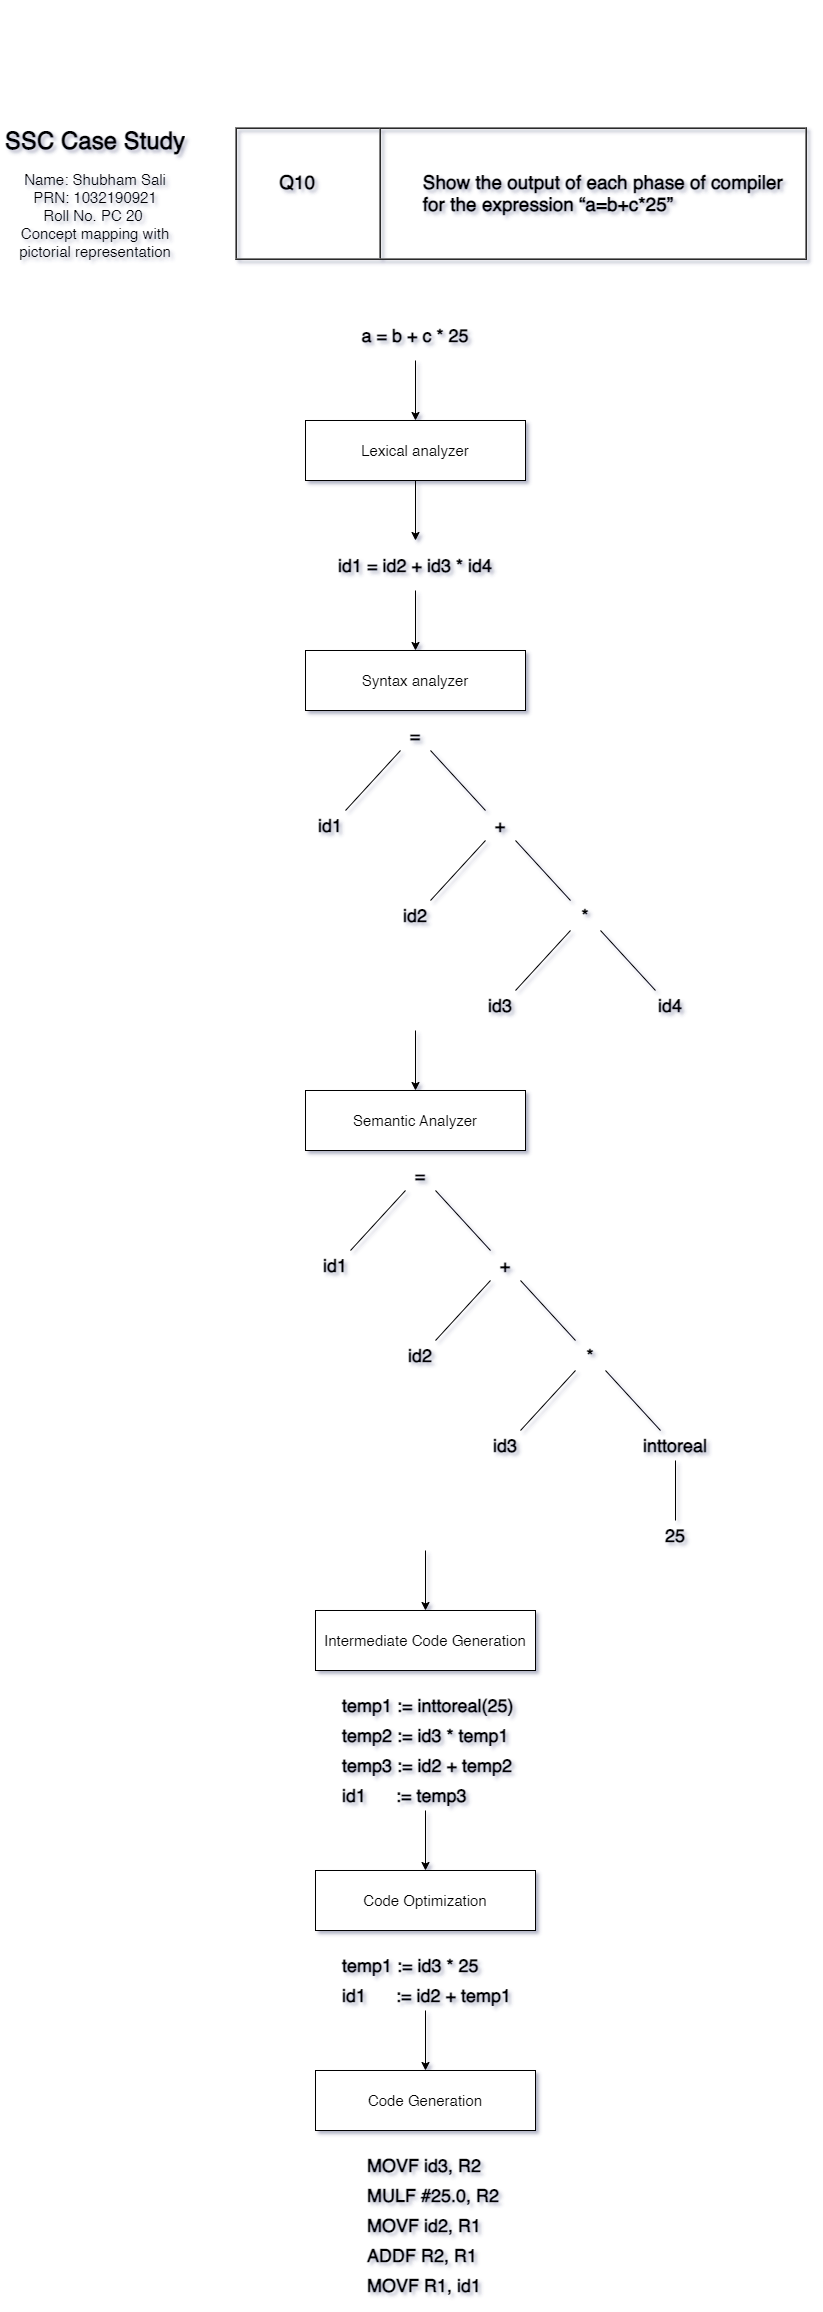 SSC Case Study
Name: Shubham Sali
PRN: 1032190921
Roll No. PC 20
Concept mapping with
pictorial representation
Q10
Show the output of each phase of compiler
for the expression “a=b+c*25”
a = b + c * 25
Lexical analyzer
id1 = id2 + id3 * id4
Syntax analyzer
=
id1
+
id2
*
id3
id4
Semantic Analyzer
=
id1
+
id2
*
id3
inttoreal
25
Intermediate Code Generation
temp1 := inttoreal(25)
temp2 := id3 * temp1
temp3 := id2 + temp2
id1 := temp3
Code Optimization
temp1 := id3 * 25
id1 := id2 + temp1
Code Generation
MOVF id3, R2
MULF #25.0, R2
MOVF id2, R1
ADDF R2, R1
MOVF R1, id1